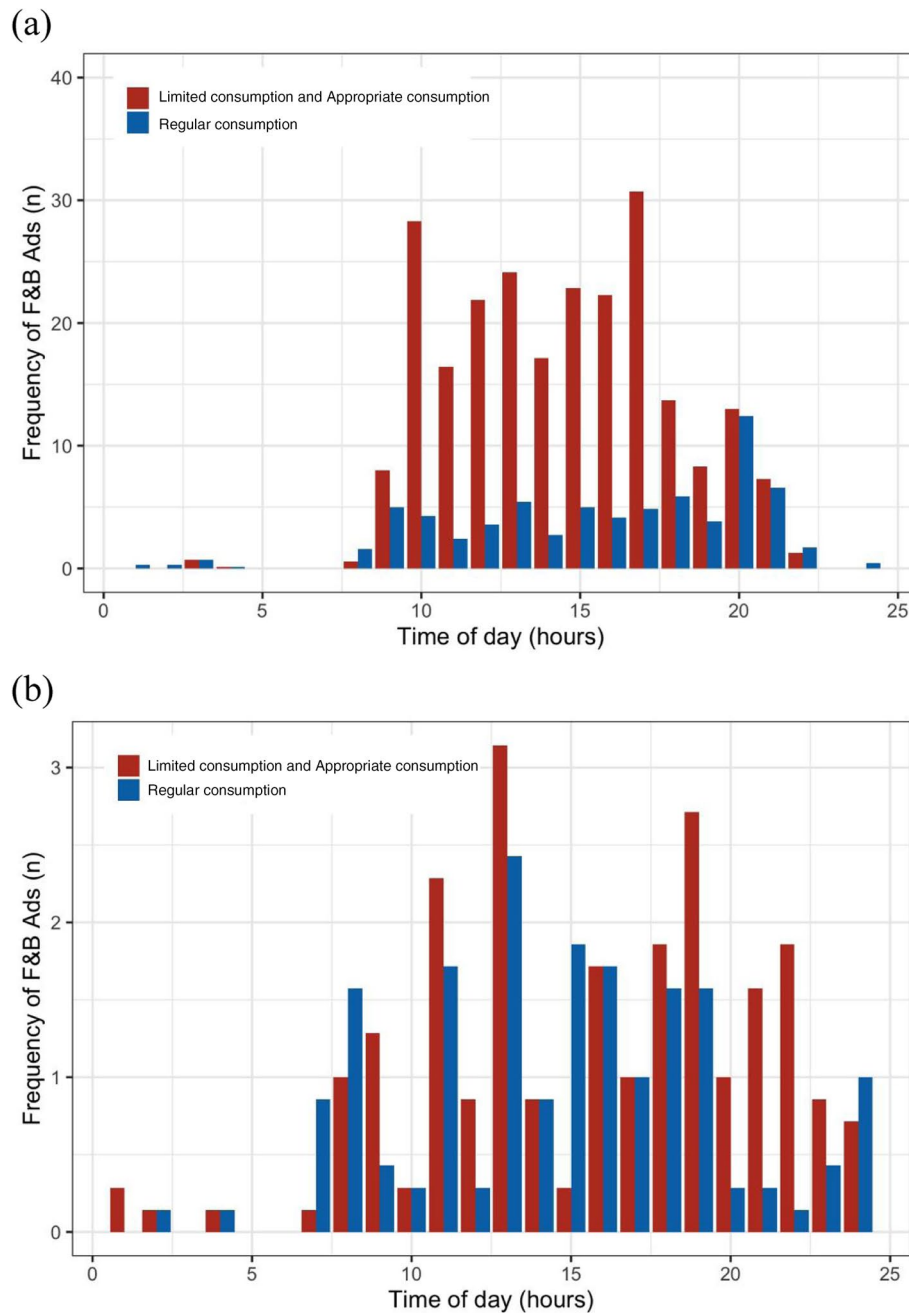 (a)
40
Limited consumption and Appropriate consumption
Regular consumption
30
20
10
0
Frequency of F&B Ads (n)
0 5 10 15 20 25
Time of day (hours)
(b)
3
Limited consumption and Appropriate consumption
Regular consumption
2
1
0
Frequency of F&B Ads (n)
0 5 10 15 20 25
Time of day (hours)